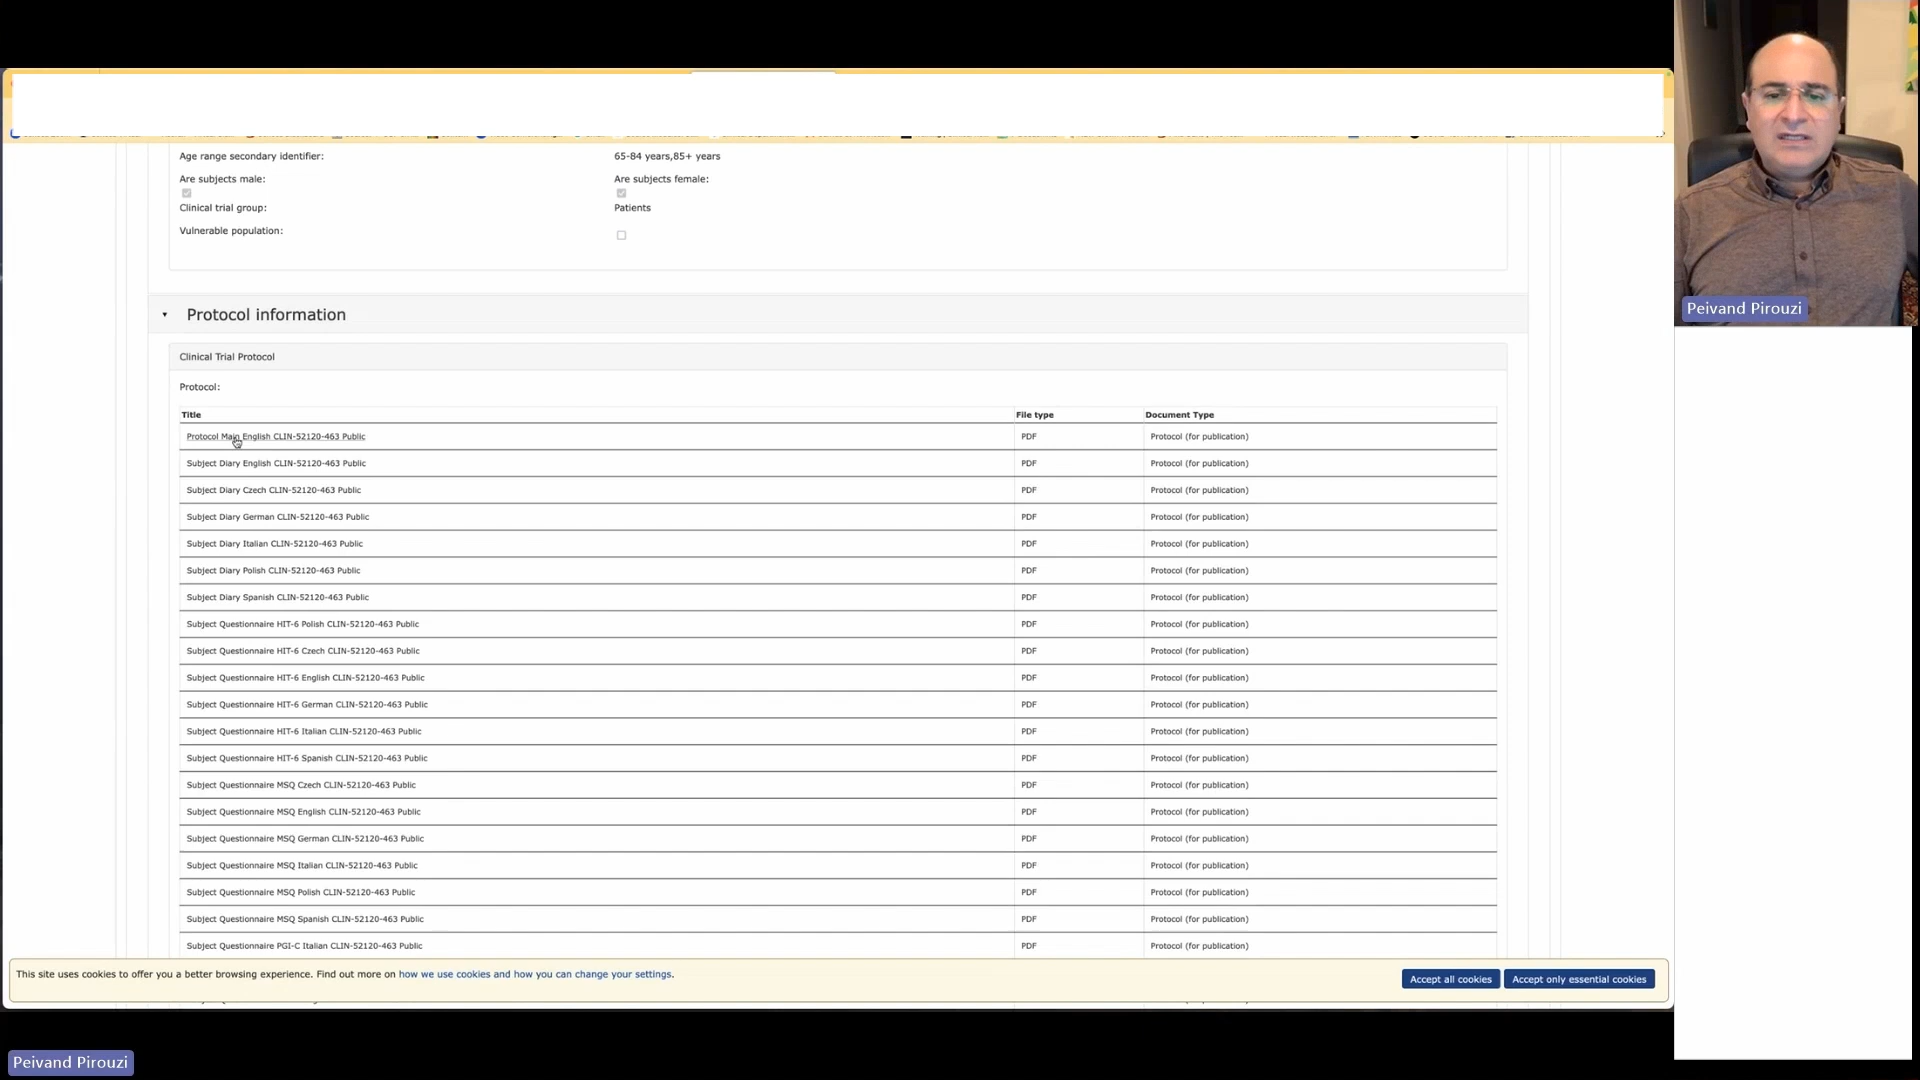 Age range secondary identifier: 65-84 years,85+ years
Are subjects male: Are subjects female:
Clinical trial group: Patients
Vulnerable population:
Protocol information
Clinical Trial Protocol
Protocol:
Title File type Document Type
Protocol Main English CLIN-52120-463 Public PDF Protocol (for publication)
Subject Diary English CLIN-52120-463 Public PDF Protocol (for publication)
Subject Diary Czech CLIN-52120-463 Public PDF Protocol (for publication)
Subject Diary German CLIN-52120-463 Public PDF Protocol (for publication)
Subject Diary Italian CLIN-52120-463 Public PDF Protocol (for publication)
Subject Diary Polish CLIN-52120-463 Public PDF Protocol (for publication)
Subject Diary Spanish CLIN-52120-463 Public PDF Protocol (for publication)
Subject Questionnaire HIT-6 Polish CLIN-52120-463 Public PDF Protocol (for publication)
Subject Questionnaire HIT-6 Czech CLIN-52120-463 Public PDF Protocol (for publication)
Subject Questionnaire HIT-6 English CLIN-52120-463 Public PDF Protocol (for publication)
Subject Questionnaire HIT-6 German CLIN-52120-463 Public PDF Protocol (for publication)
Subject Questionnaire HIT-6 Italian CLIN-52120-463 Public PDF Protocol (for publication)
Subject Questionnaire HIT-6 Spanish CLIN-52120-463 Public PDF Protocol (for publication)
Subject Questionnaire MSQ Czech CLIN-52120-463 Public PDF Protocol (for publication)
Subject Questionnaire MSQ English CLIN-52120-463 Public PDF Protocol (for publication)
Subject Questionnaire MSQ German CLIN-52120-463 Public PDF Protocol (for publication)
Subject Questionnaire MSQ Italian CLIN-52120-463 Public PDF Protocol (for publication)
Subject Questionnaire MSQ Polish CLIN-52120-463 Public PDF Protocol (for publication)
Subject Questionnaire MSQ Spanish CLIN-52120-463 Public PDF Protocol (for publication)
Subject Questionnaire PGI-C Italian CLIN-52120-463 Public PDF Protocol (for publication)
This site uses cookies to offer you a better browsing experience. Find out more on how we use cookies and how you can change your settings.
Accept all cookies Accept only essential cookies
Peivand Pirouzi
Peivand Pirouzi